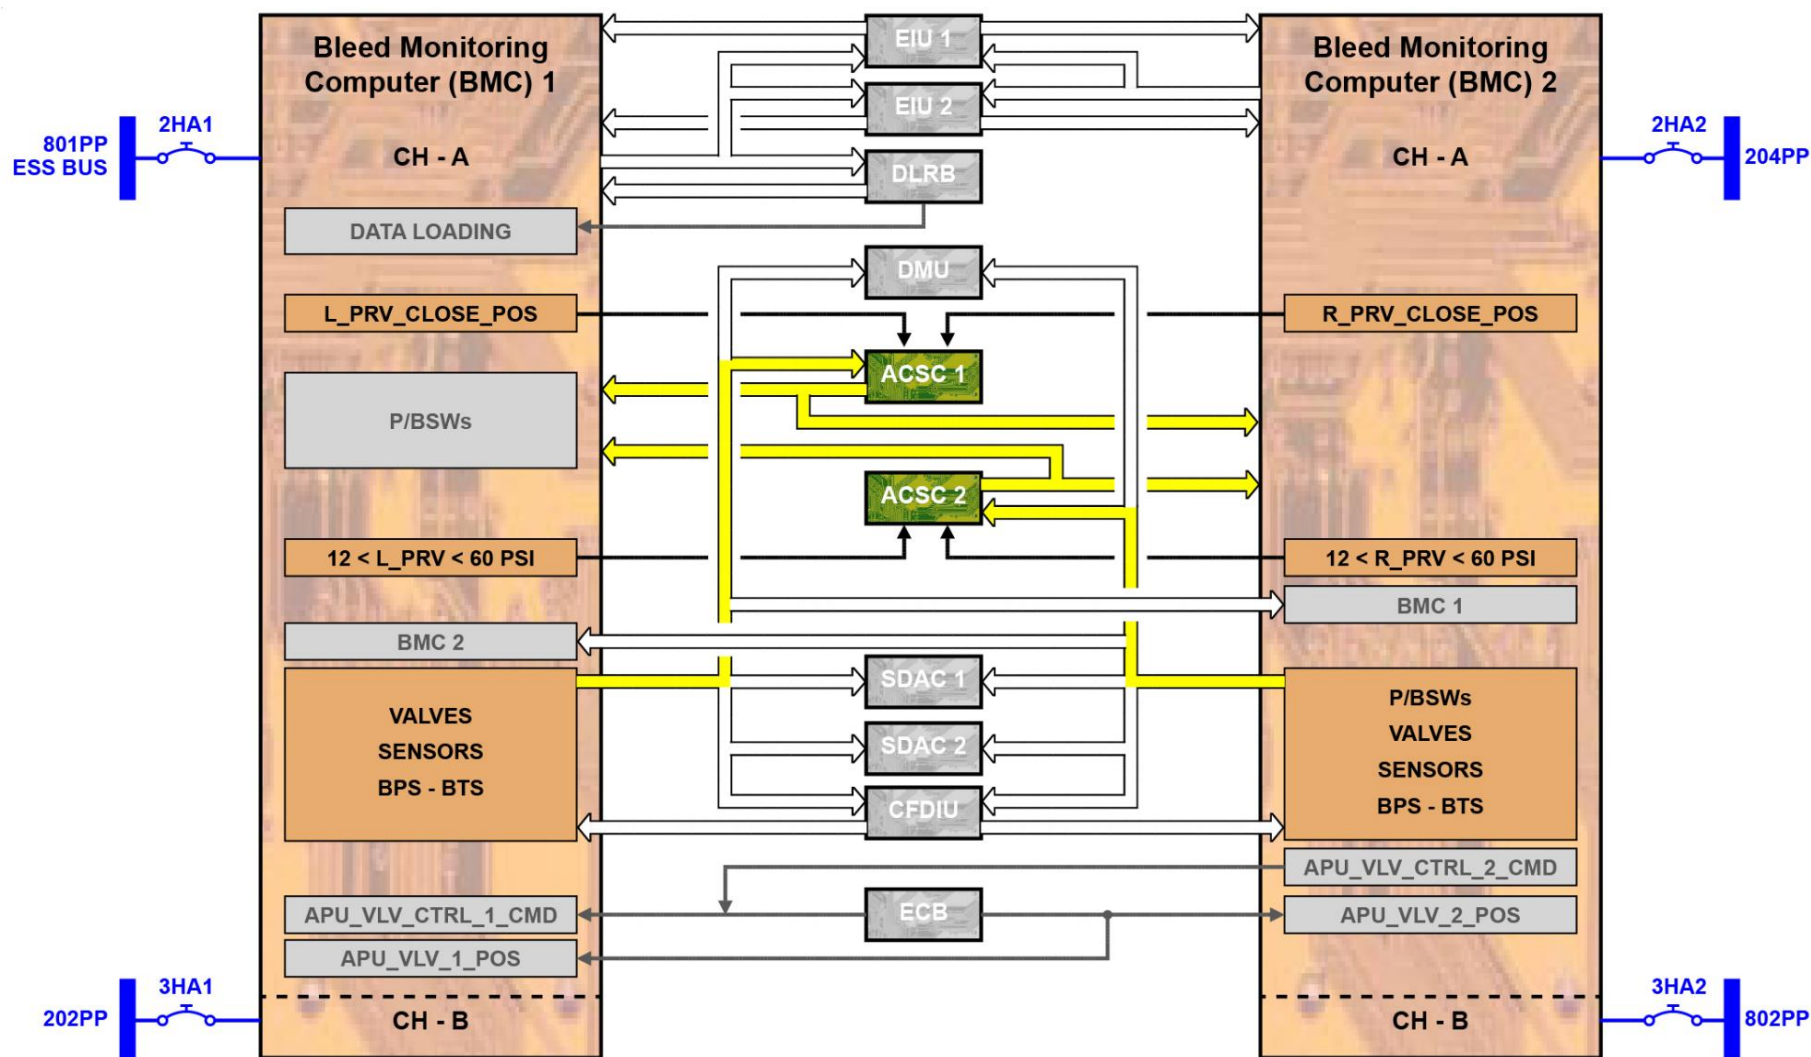 Bleed Monitoring
Computer (BMC) 1
CH - A
801PP
ESS BUS
2HA1
DATA LOADING
L_PRV_CLOSE_POS
P/BSWs
12 < L_PRV < 60 PSI
BMC 2
VALVES
SENSORS
BPS - BTS
APU_VLV_CTRL_1_CMD
APU_VLV_1_POS
202PP
3HA1
CH - B
EIU 1
EIU 2
DLRB
DMU
ACSC 1
ACSC 2
SDAC 1
SDAC 2
CFDIU
ECB
Bleed Monitoring
Computer (BMC) 2
CH - A
2HA2
204PP
R_PRV_CLOSE_POS
12 < R_PRV < 60 PSI
BMC 1
P/BSWs
VALVES
SENSORS
BPS - BTS
APU_VLV_CTRL_2_CMD
APU_VLV_2_POS
CH - B
3HA2
802PP